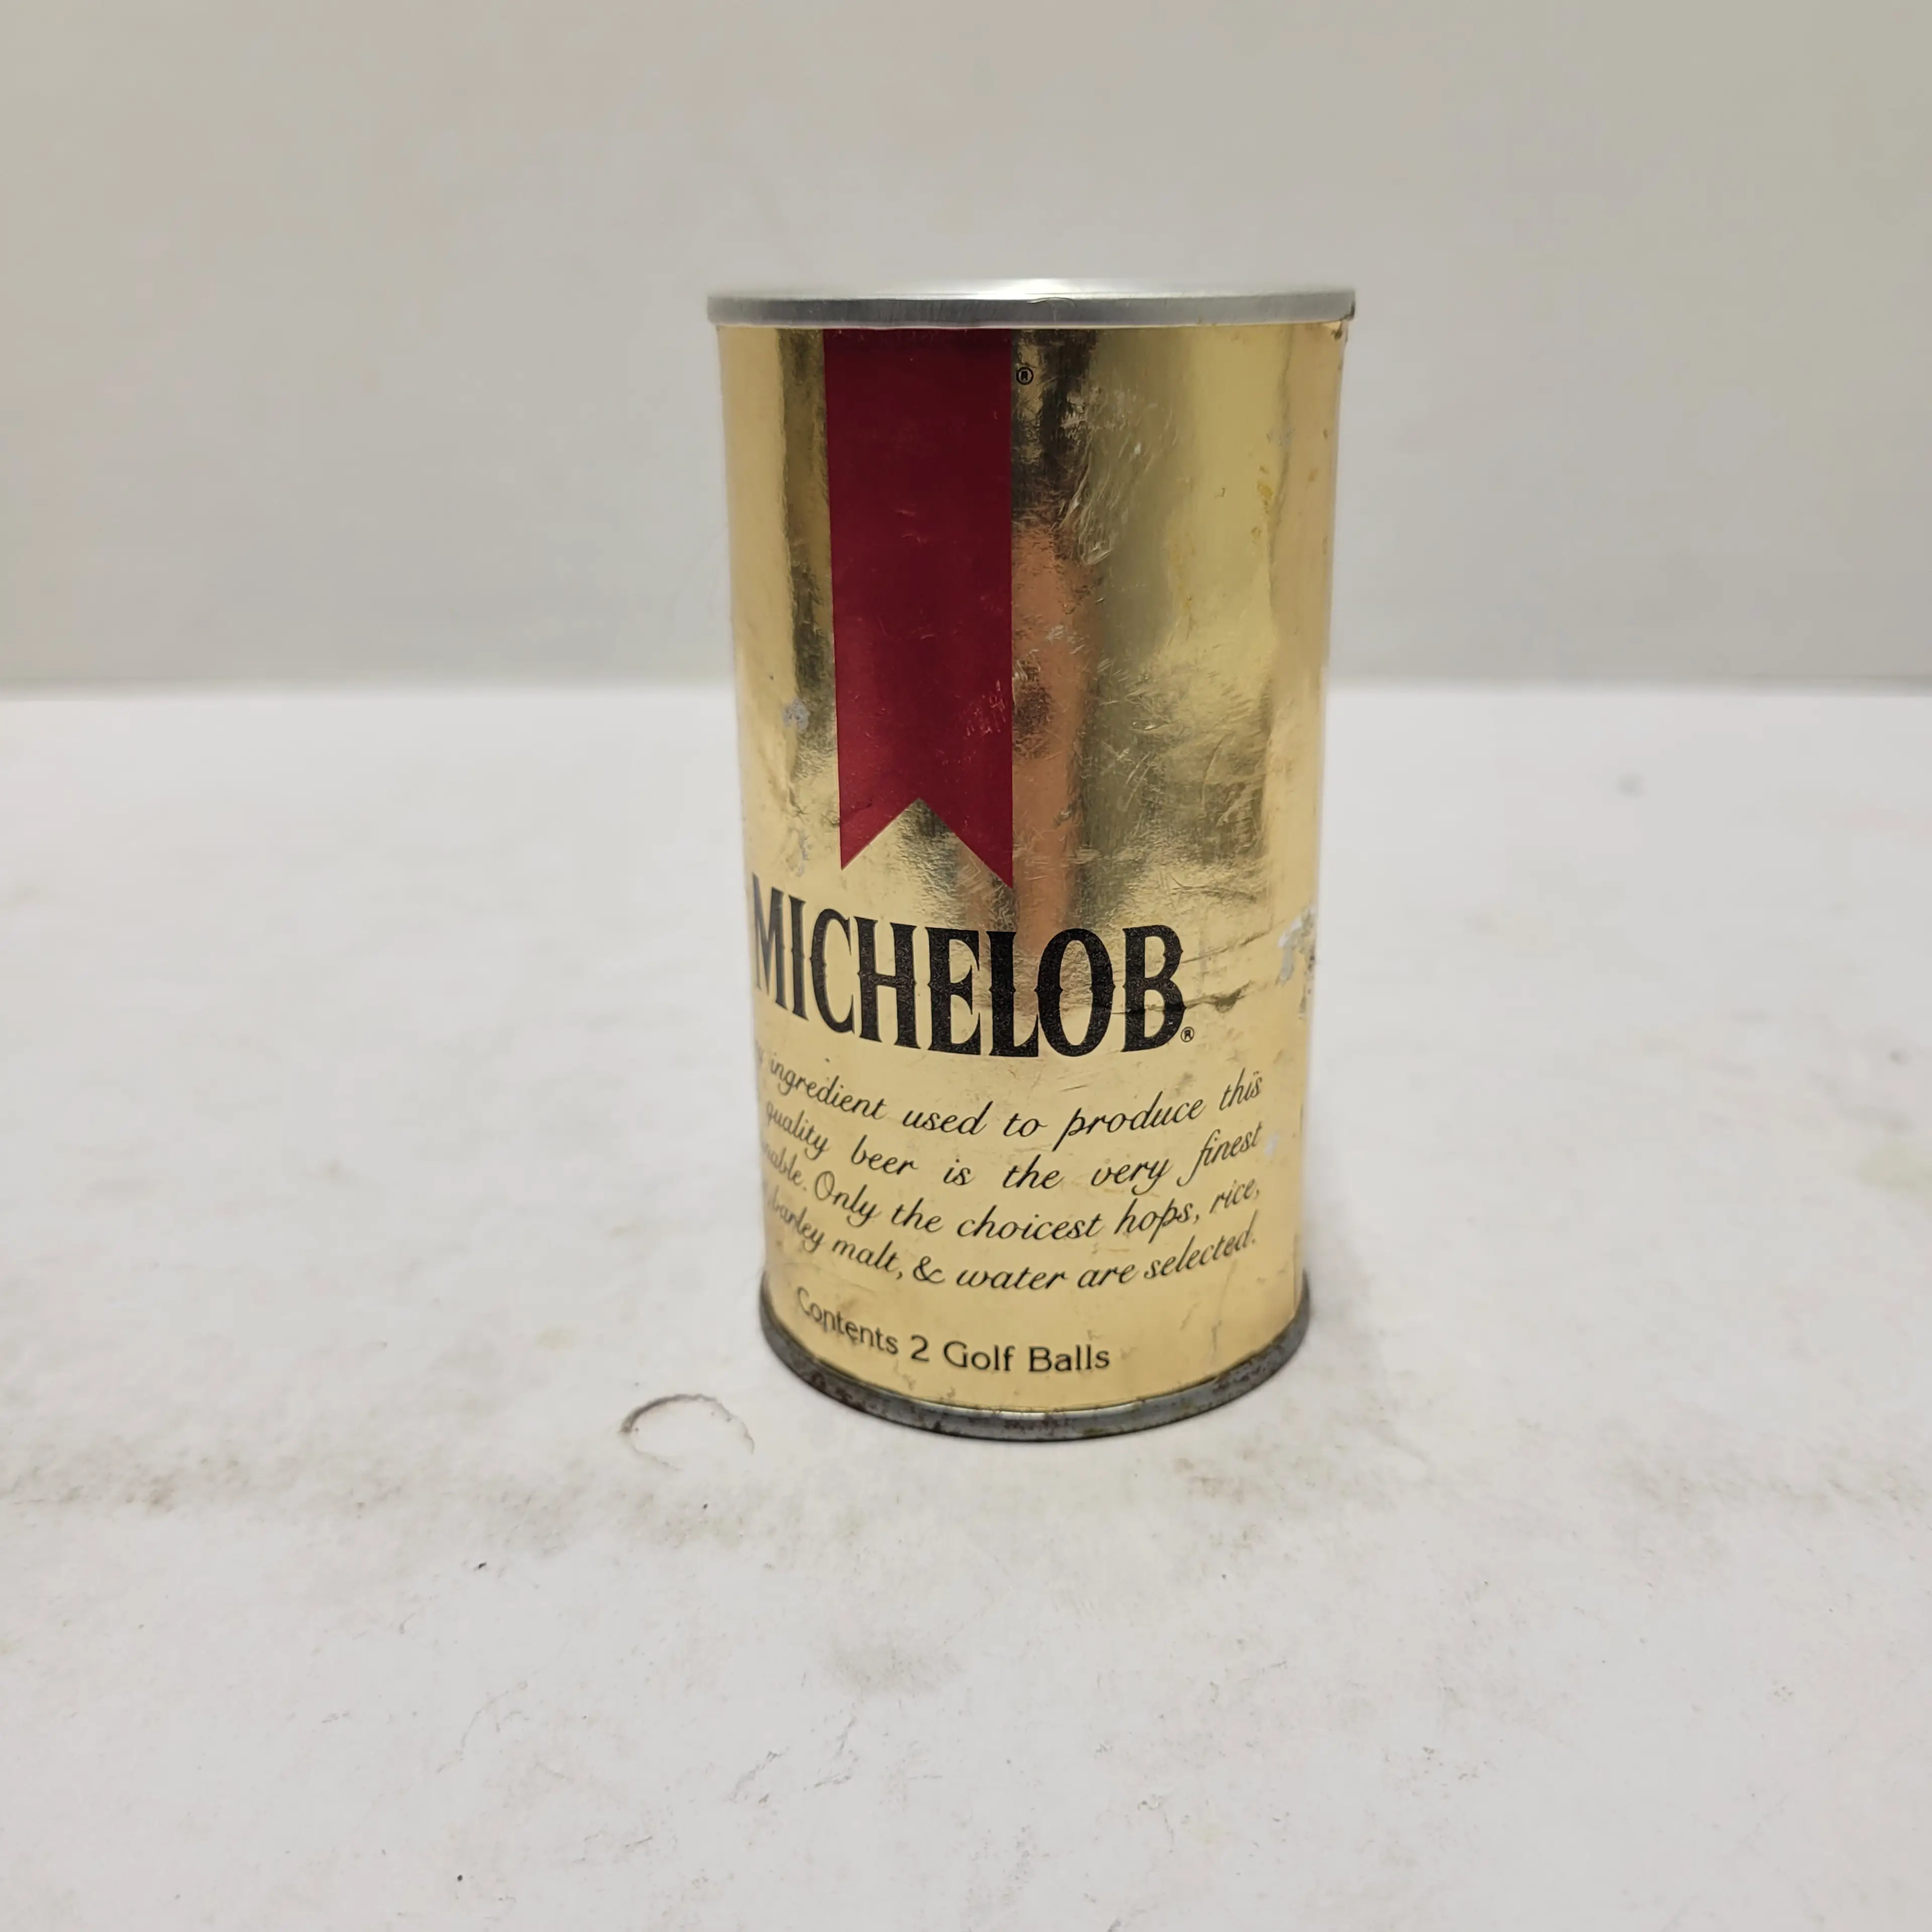 ®
MICHELOB®
ingredient used to produce this
quality beer is the very finest
Only the choicest hops, rice,
barley malt, & water are selected.
Contents 2 Golf Balls